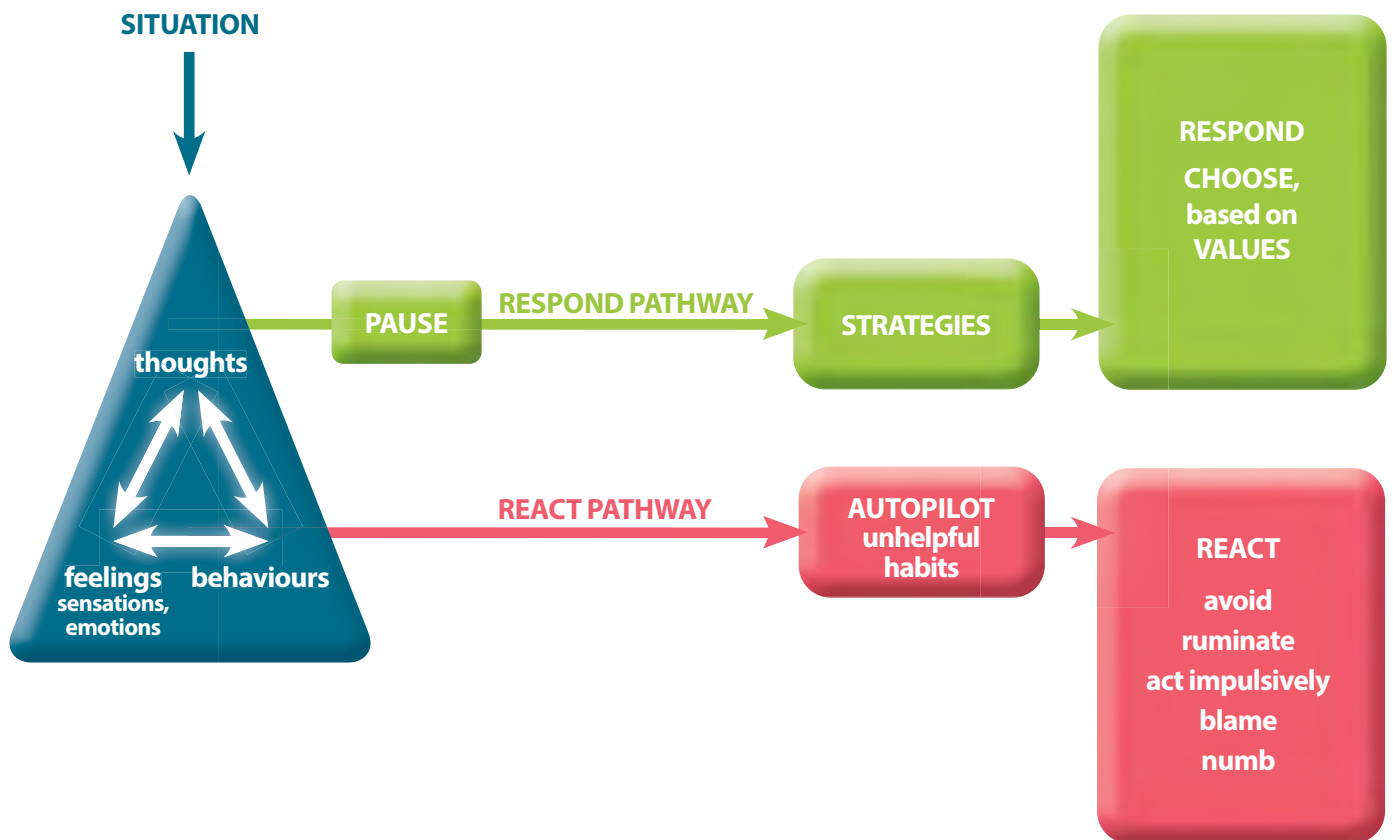 SITUATION
thoughts
feelings
sensations,
emotions
behaviours
PAUSE
RESPOND PATHWAY
STRATEGIES
RESPOND
CHOOSE,
based on
VALUES
REACT PATHWAY
AUTOPILOT
unhelpful
habits
REACT
avoid
ruminate
act impulsively
blame
numb